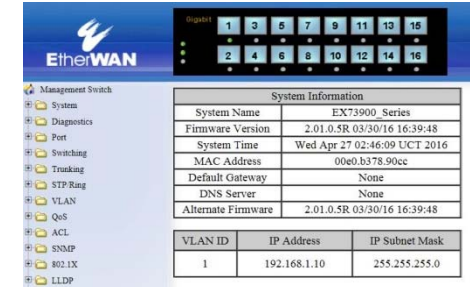 EtherWAN
Gigabit
1 3 5 7 9 11 13 15
2 4 6 8 10 12 14 16
Management Switch
System
Diagnostics
Port
Switching
Trunking
STP/Ring
VLAN
QoS
ACL
SNMP
802.1X
LLDP
System Information
System Name EX73900_Series
Firmware Version 2.01.0.5R 03/30/16 16:39:48
System Time Wed Apr 27 02:46:09 UCT 2016
MAC Address 00e0.b378.90cc
Default Gateway None
DNS Server None
Alternate Firmware 2.01.0.5R 03/30/16 16:39:48
VLAN ID IP Address IP Subnet Mask
1 192.168.1.10 255.255.255.0